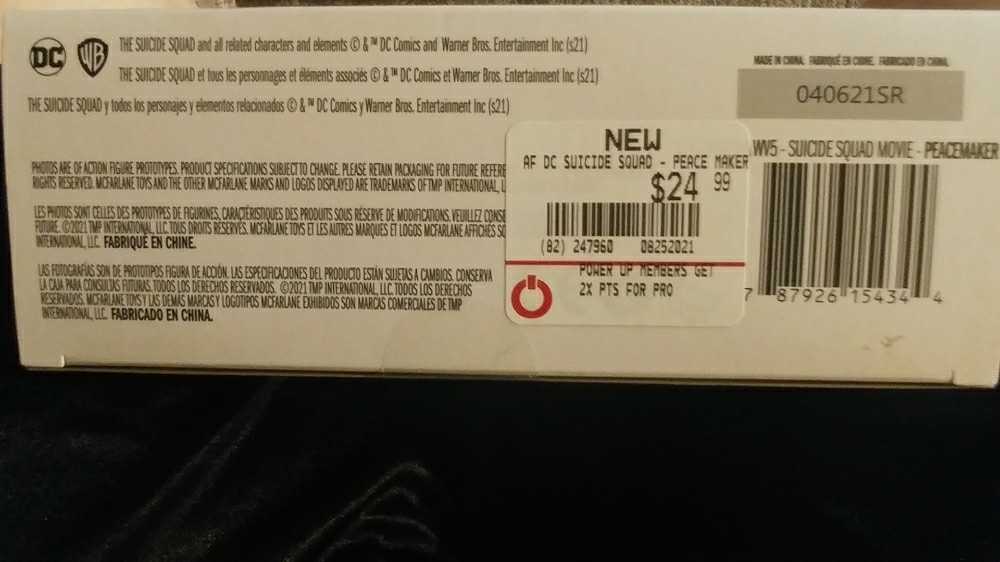 DC
WB
THE SUICIDE SQUAD and all related characters and elements © & ™ DC Comics and Warner Bros. Entertainment Inc (s21)
THE SUICIDE SQUAD et tous les personnages et éléments associés © & ™ DC Comics et Warner Bros. Entertainment Inc (s21)
THE SUICIDE SQUAD y todos los personajes y elementos relacionados © & ™ DC Comics y Warner Bros. Entertainment Inc (s21)
PHOTOS ARE OF ACTION FIGURE PROTOTYPES. PRODUCT SPECIFICATIONS SUBJECT TO CHANGE. PLEASE RETAIN PACKAGING FOR FUTURE REFERE
RIGHTS RESERVED. MCFARLANE TOYS AND THE OTHER MCFARLANE MARKS AND LOGOS DISPLAYED ARE TRADEMARKS OF TMP INTERNATIONAL, L
LES PHOTOS SONT CELLES DES PROTOTYPES DE FIGURINES, CARACTÉRISTIQUES DES PRODUITS SOUS RÉSERVE DE MODIFICATIONS. VEUILLEZ CONSE
FUTURE. ©2021 TMP INTERNATIONAL, LLC. TOUS DROITS RÉSERVÉS. MCFARLANE TOYS ET LES AUTRES MARQUES ET LOGOS MCFARLANE AFFICHÉS SO
INTERNATIONAL, LLC. FABRIQUÉ EN CHINE.
LAS FOTOGRAFÍAS SON DE PROTOTIPOS FIGURA DE ACCIÓN. LAS ESPECIFICACIONES DEL PRODUCTO ESTÁN SUJETAS A CAMBIOS. CONSERVA
LA CAJA PARA CONSULTAS FUTURAS. TODOS LOS DERECHOS RESERVADOS. ©2021 TMP INTERNATIONAL, LLC. TODOS LOS DERECHOS
RESERVADOS. MCFARLANE TOYS Y LAS DEMÁS MARCAS Y LOGOTIPOS MCFARLANE EXHIBIDOS SON MARCAS COMERCIALES DE TMP
INTERNATIONAL, LLC. FABRICADO EN CHINA.
NEW
AF DC SUICIDE SQUAD - PEACE MAKER
$24 99
(82) 247960 08252021
POWER UP MEMBERS GET
2X PTS FOR PRO
MADE IN CHINA. FABRIQUÉ EN CHINE. FABRICADO EN CHINA.
040621SR
WV5 - SUICIDE SQUAD MOVIE - PEACEMAKER
7 87926 15434 4